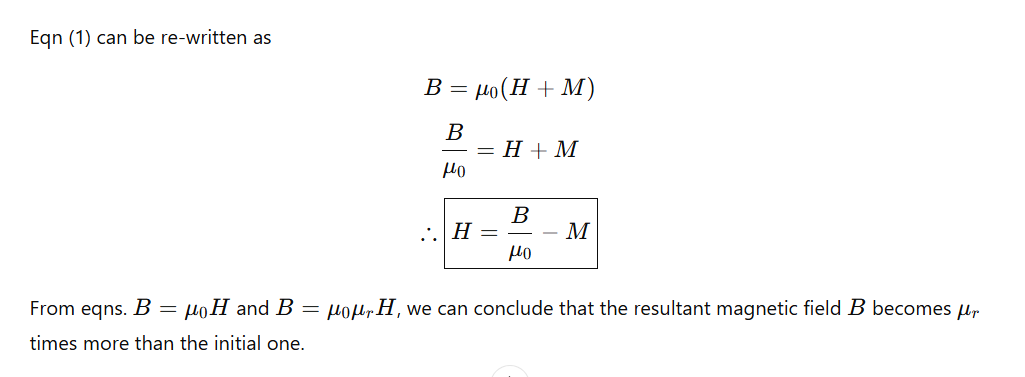 Eqn (1) can be re-written as
B = μ₀(H + M)
B/μ₀ = H + M
∴ H = B/μ₀ − M
From eqns. B = μ₀H and B = μ₀μᵣH, we can conclude that the resultant magnetic field B becomes μᵣ
times more than the initial one.